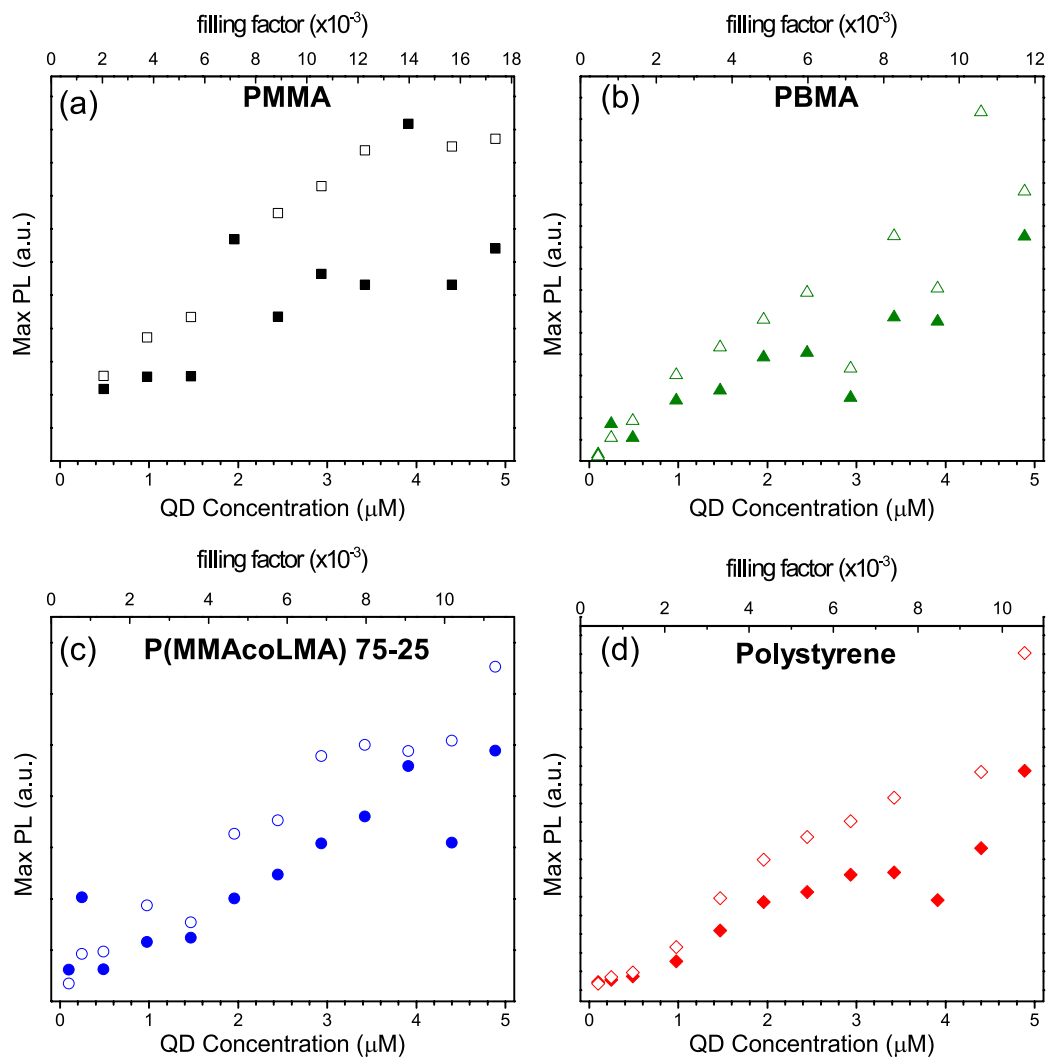 filling factor (x10⁻³)
0 2 4 6 8 10 12 14 16 18
(a)
PMMA
Max PL (a.u.)
0 1 2 3 4 5
QD Concentration (μM)
filling factor (x10⁻³)
0 2 4 6 8 10 12
(b)
PBMA
Max PL (a.u.)
0 1 2 3 4 5
QD Concentration (μM)
filling factor (x10⁻³)
0 2 4 6 8 10
(c)
P(MMAcoLMA) 75-25
Max PL (a.u.)
0 1 2 3 4 5
QD Concentration (μM)
filling factor (x10⁻³)
0 2 4 6 8 10
(d)
Polystyrene
Max PL (a.u.)
0 1 2 3 4 5
QD Concentration (μM)